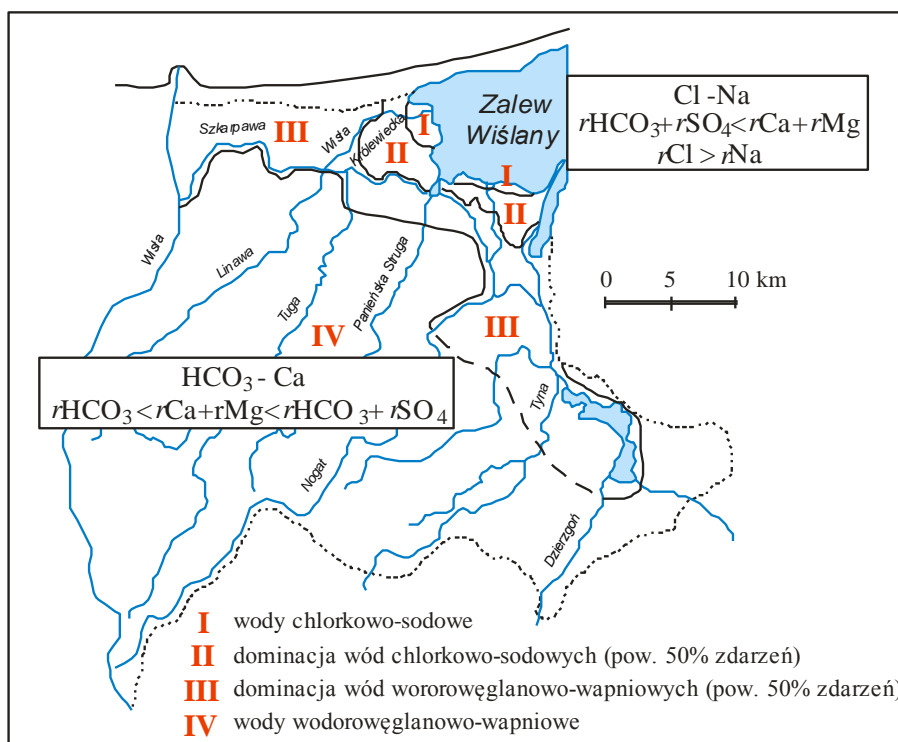 Zalew
Wiślany
Cl -Na
rHCO₃+rSO₄<rCa+rMg
rCl > rNa
Szkarpawa
III
Wisła
Królewiecka
I
II
I
II
Wisła
Linawa
Tuga
Panieńska Struga
0 5 10 km
IV
III
HCO₃ - Ca
rHCO₃<rCa+rMg<rHCO₃+ rSO₄
Tyna
Nogat
Dzierzgoń
I wody chlorkowo-sodowe
II dominacja wód chlorkowo-sodowych (pow. 50% zdarzeń)
III dominacja wód wororowęglanowo-wapniowych (pow. 50% zdarzeń)
IV wody wodorowęglanowo-wapniowe